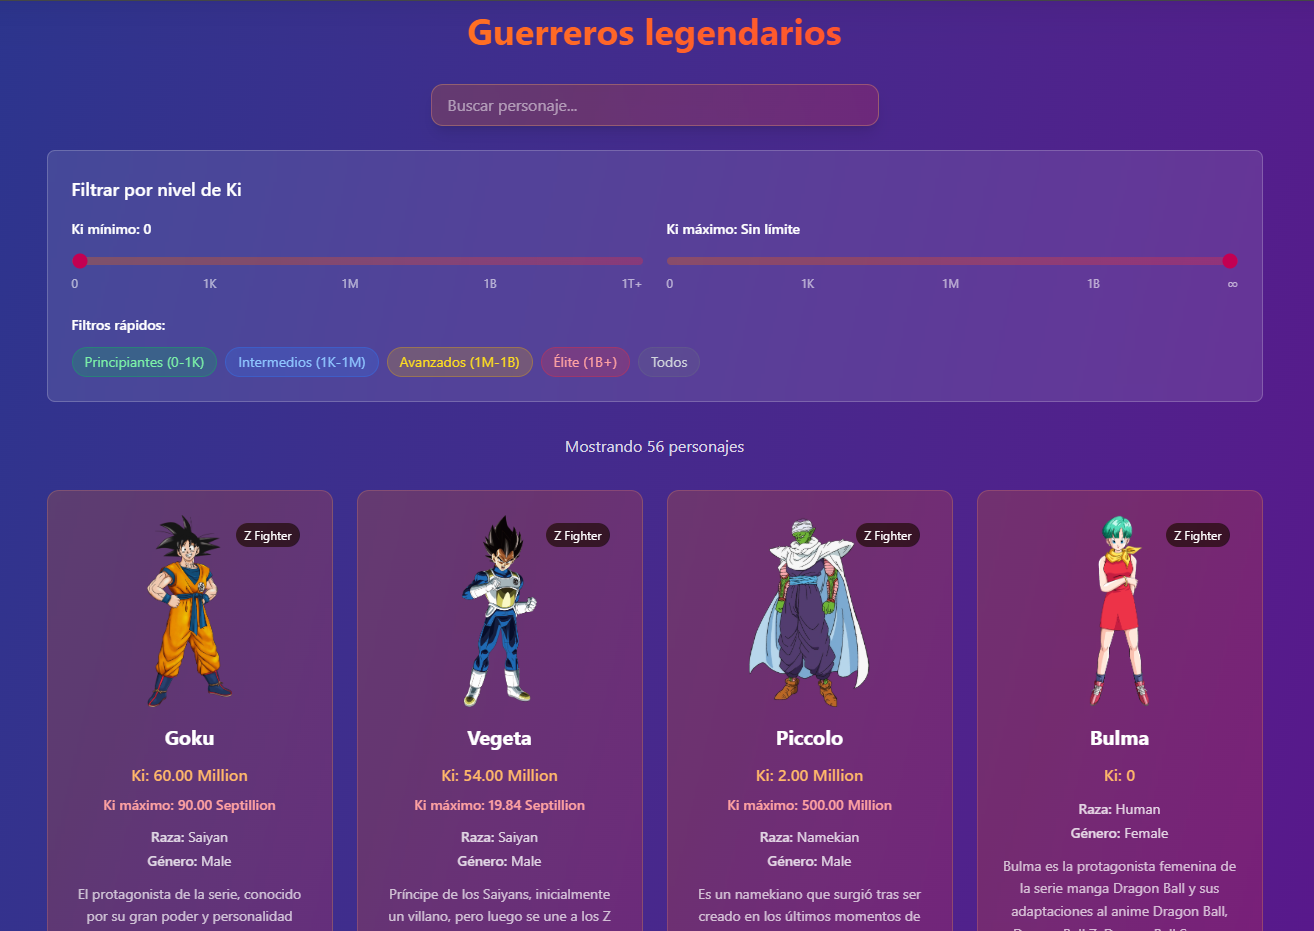 Guerreros legendarios
Buscar personaje...
Filtrar por nivel de Ki
Ki mínimo: 0
Ki máximo: Sin límite
0 1K 1M 1B 1T+
0 1K 1M 1B ∞
Filtros rápidos:
Principiantes (0-1K) Intermedios (1K-1M) Avanzados (1M-1B) Élite (1B+) Todos
Mostrando 56 personajes
Z Fighter
Goku
Ki: 60.00 Million
Ki máximo: 90.00 Septillion
Raza: Saiyan
Género: Male
El protagonista de la serie, conocido
por su gran poder y personalidad
Z Fighter
Vegeta
Ki: 54.00 Million
Ki máximo: 19.84 Septillion
Raza: Saiyan
Género: Male
Príncipe de los Saiyans, inicialmente
un villano, pero luego se une a los Z
Z Fighter
Piccolo
Ki: 2.00 Million
Ki máximo: 500.00 Million
Raza: Namekian
Género: Male
Es un namekiano que surgió tras ser
creado en los últimos momentos de
Z Fighter
Bulma
Ki: 0
Raza: Human
Género: Female
Bulma es la protagonista femenina de
la serie manga Dragon Ball y sus
adaptaciones al anime Dragon Ball,